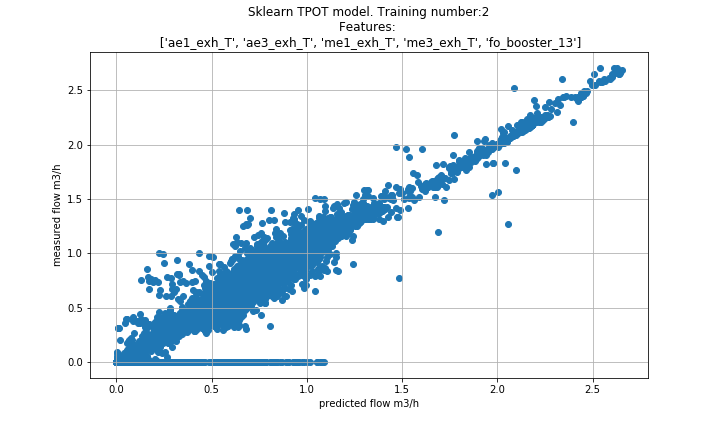 Sklearn TPOT model. Training number:2
Features:
['ae1_exh_T', 'ae3_exh_T', 'me1_exh_T', 'me3_exh_T', 'fo_booster_13']
measured flow m3/h
2.5
2.0
1.5
1.0
0.5
0.0
0.0 0.5 1.0 1.5 2.0 2.5
predicted flow m3/h